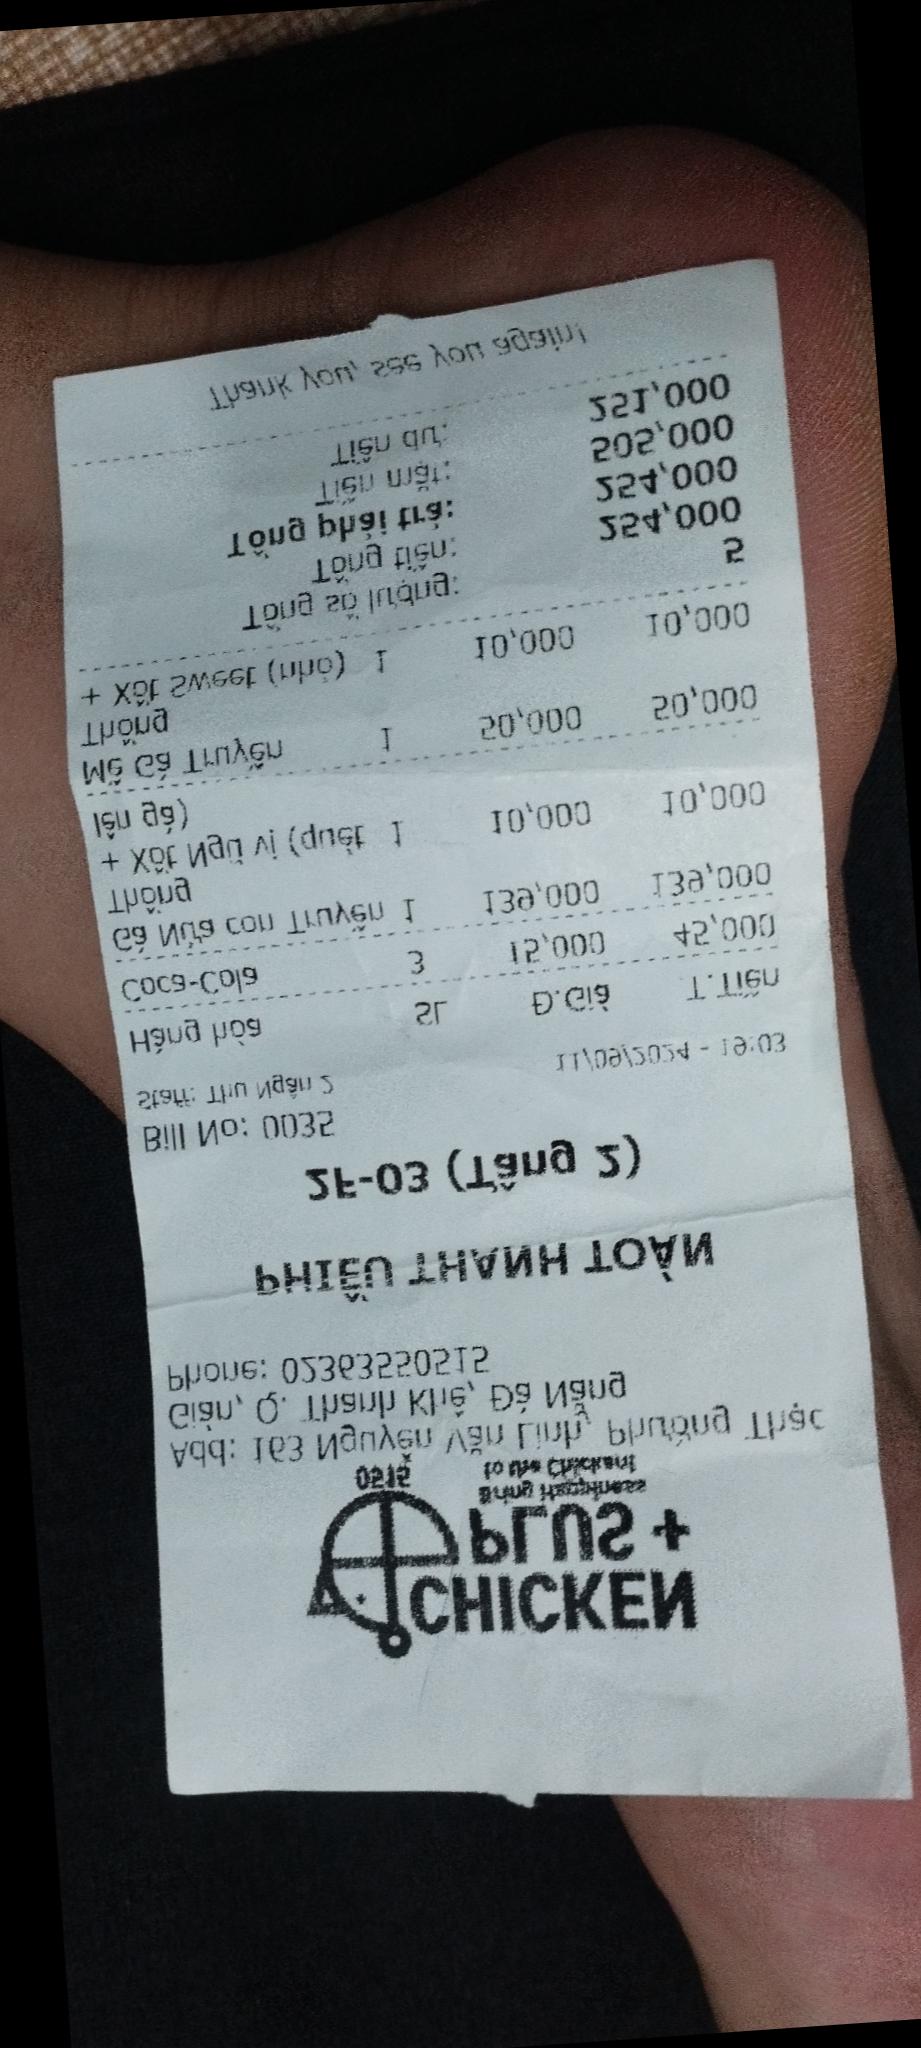 CHICKEN
PLUS +
Bring Happiness
to the Chicken!
0515
Add: 163 Nguyễn Văn Linh, Phường Thạc
Gián, Q. Thanh Khê, Đà Nẵng
Phone: 02363550515
PHIẾU THANH TOÁN
2F-03 (Tầng 2)
Bill No: 0035
Staff: Thu Ngân 2 11/09/2024 - 19:03
Hàng hóa SL Đ.Giá T.Tiền
Coca-Cola 3 15,000 45,000
Gà Nửa con Truyền 1 139,000 139,000
Thống
+ Xốt Ngũ vị (quét 1 10,000 10,000
lên gà)
Mề Gà Truyền 1 50,000 50,000
Thống
+ Xốt Sweet (nhỏ) 1 10,000 10,000
Tổng số lượng: 5
Tổng tiền: 254,000
Tổng phải trả: 254,000
Tiền mặt: 505,000
Tiền dư: 251,000
Thank you, see you again!